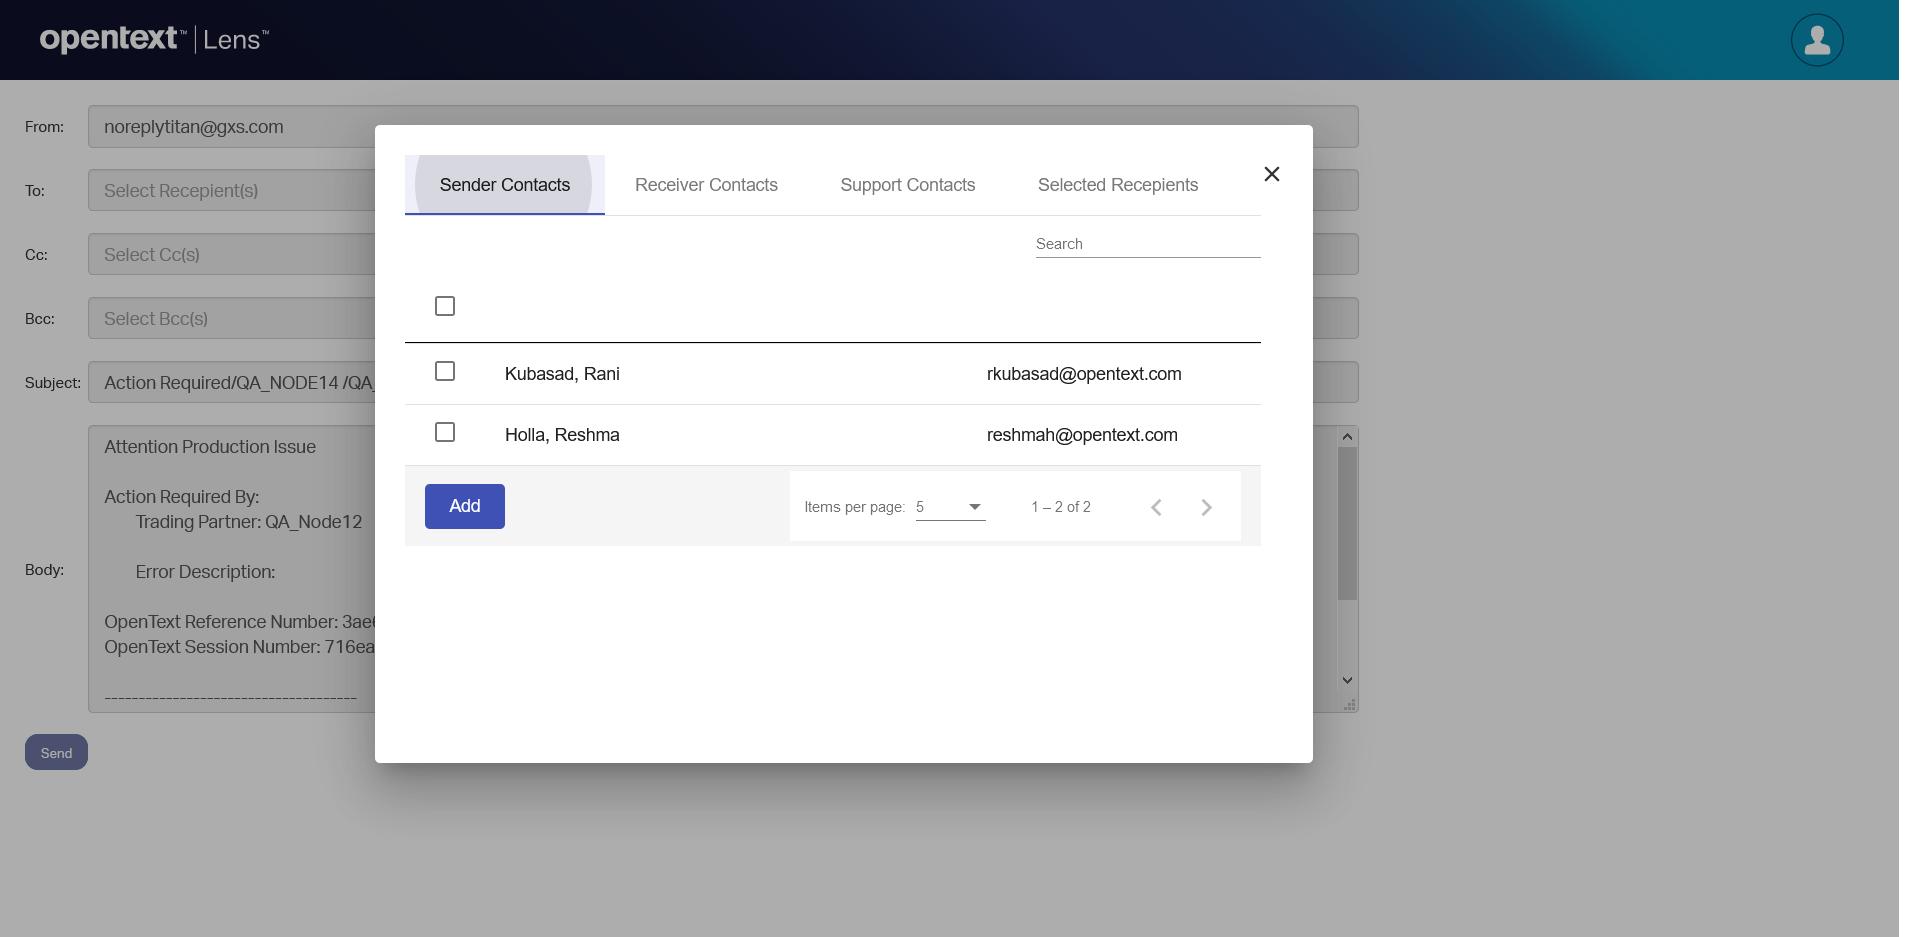 opentext™ | Lens™
From: noreplytitan@gxs.com
To: Select Recepient(s)
Cc: Select Cc(s)
Bcc: Select Bcc(s)
Subject: Action Required/QA_NODE14 /QA_
Body:
Attention Production Issue
Action Required By:
Trading Partner: QA_Node12
Error Description:
OpenText Reference Number: 3ae
OpenText Session Number: 716ea
-------------------------------------
Send
Sender Contacts Receiver Contacts Support Contacts Selected Recepients
Search
Kubasad, Rani rkubasad@opentext.com
Holla, Reshma reshmah@opentext.com
Add Items per page: 5 1 – 2 of 2